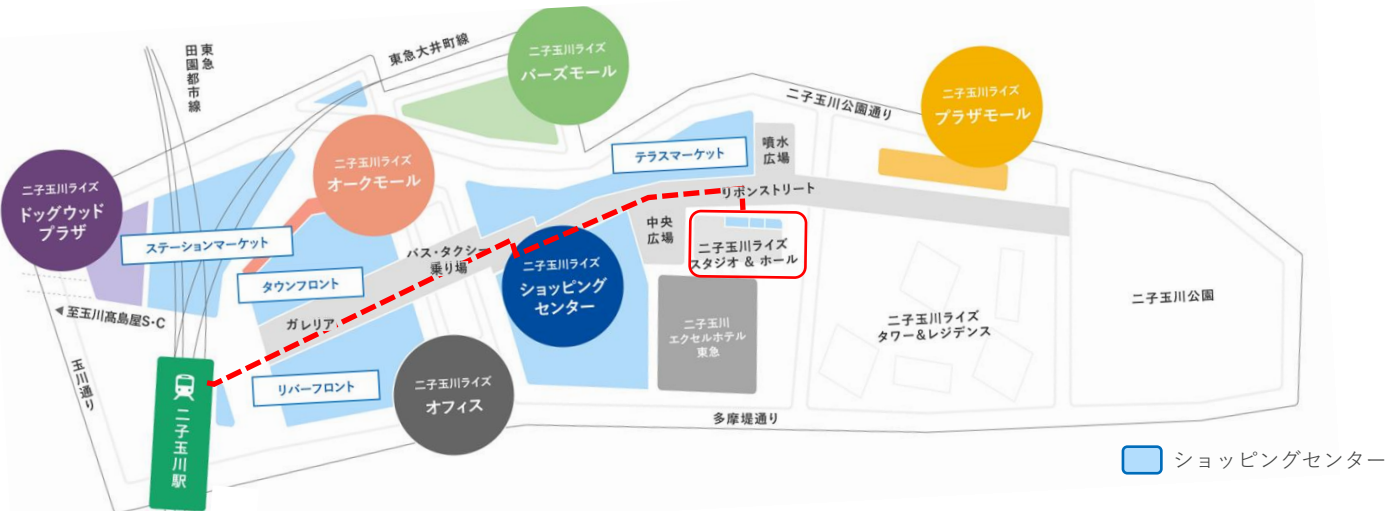 東急
田園都市線
東急大井町線
二子玉川ライズ
バーズモール
二子玉川公園通り
二子玉川ライズ
プラザモール
二子玉川ライズ
オークモール
テラスマーケット
噴水
広場
二子玉川ライズ
ドッグウッド
プラザ
ステーションマーケット
リボンストリート
中央
広場
二子玉川ライズ
スタジオ & ホール
バス・タクシー
乗り場
タウンフロント
二子玉川ライズ
ショッピング
センター
◀至玉川髙島屋S・C
ガレリア
二子玉川
エクセルホテル
東急
二子玉川ライズ
タワー&レジデンス
二子玉川公園
玉川通り
リバーフロント
二子玉川ライズ
オフィス
二子玉川駅
多摩堤通り
ショッピングセンター